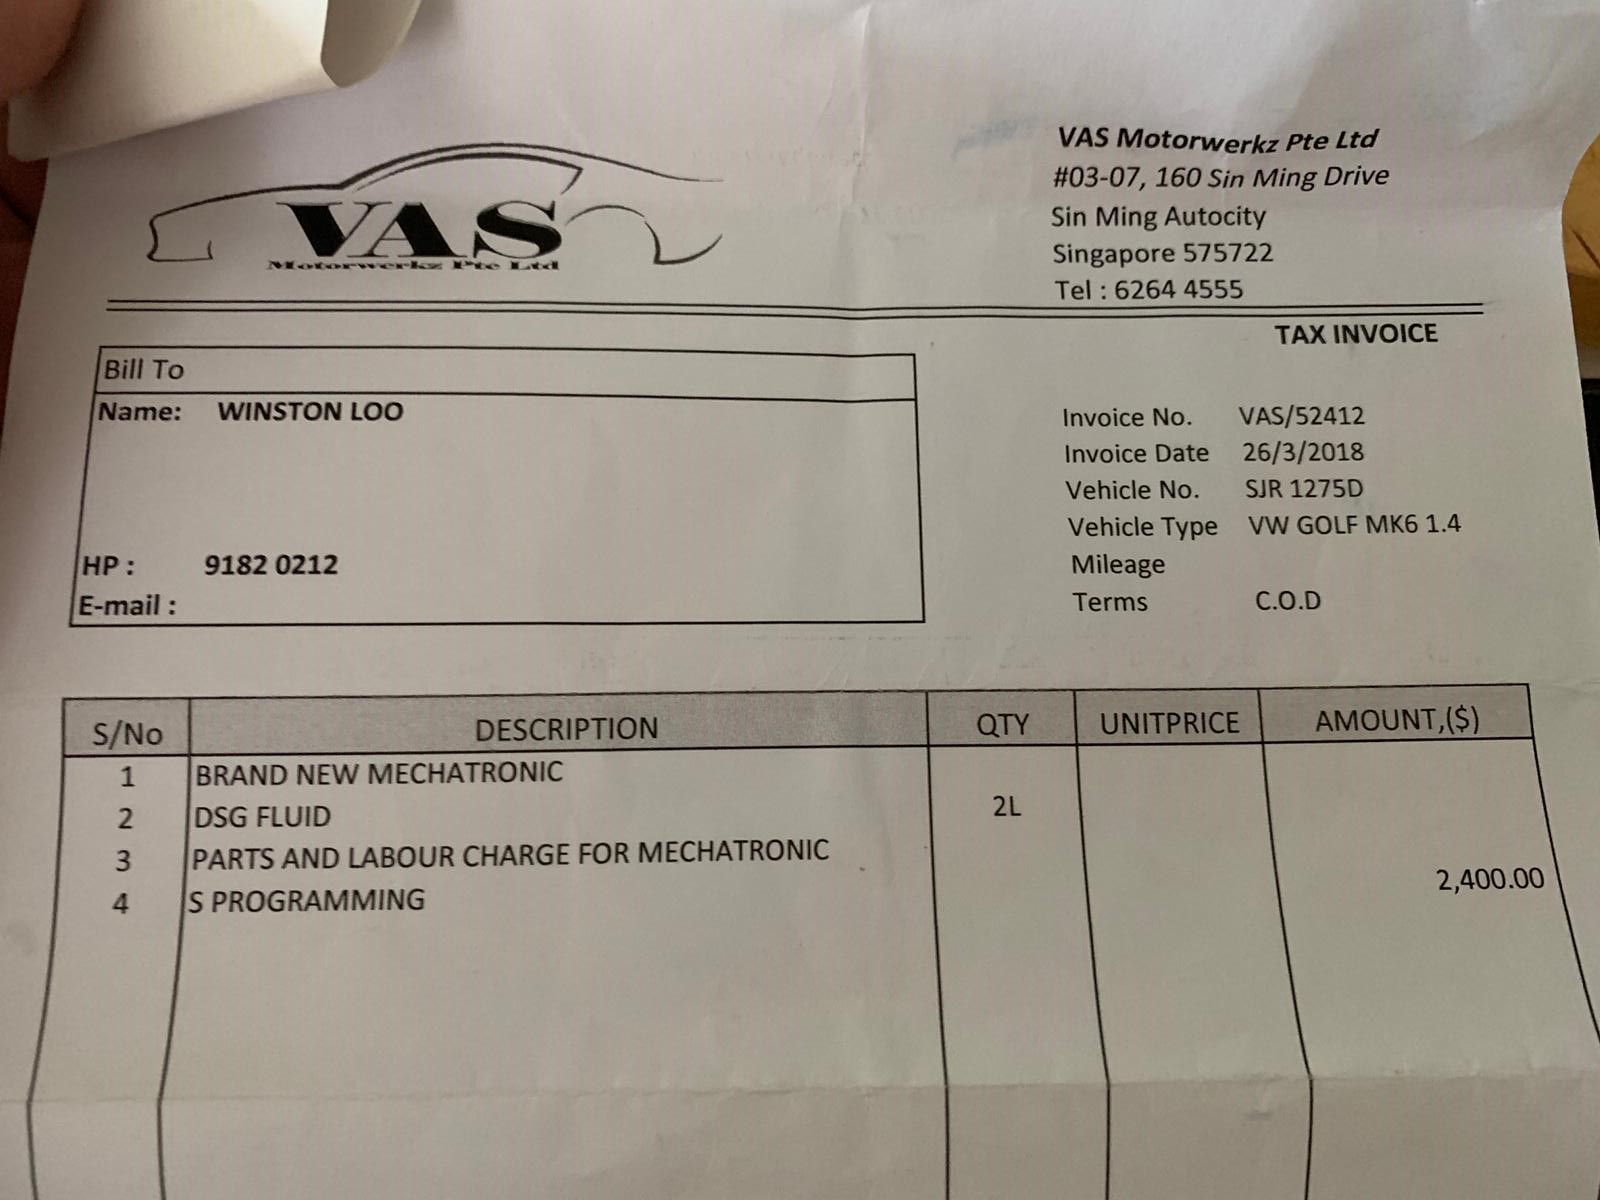 VAS
Motorwerkz Pte Ltd
VAS Motorwerkz Pte Ltd
#03-07, 160 Sin Ming Drive
Sin Ming Autocity
Singapore 575722
Tel : 6264 4555
TAX INVOICE
Bill To
Name: WINSTON LOO
HP : 9182 0212
E-mail :
Invoice No. VAS/52412
Invoice Date 26/3/2018
Vehicle No. SJR 1275D
Vehicle Type VW GOLF MK6 1.4
Mileage
Terms C.O.D
S/No DESCRIPTION QTY UNITPRICE AMOUNT,($)
1 BRAND NEW MECHATRONIC
2 DSG FLUID 2L
3 PARTS AND LABOUR CHARGE FOR MECHATRONIC
4 S PROGRAMMING 2,400.00